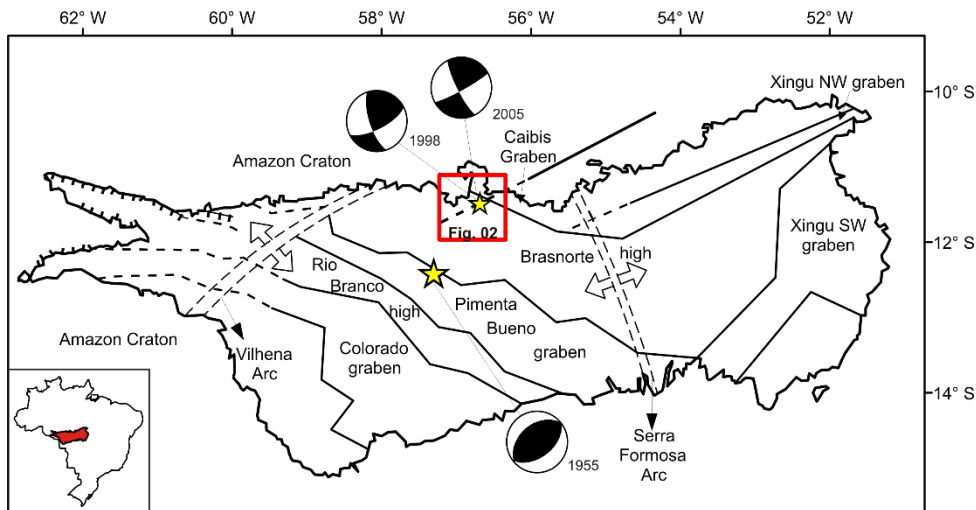 62° W
60° W
58° W
56° W
54° W
52° W
Xingu NW graben
10° S
2005
1998
Caibis
Graben
Amazon Craton
Fig. 02
Xingu SW
graben
12° S
Brasnorte
high
Rio
Branco
high
Pimenta
Bueno
graben
Amazon Craton
Vilhena
Arc
Colorado
graben
14° S
Serra
Formosa
Arc
1955